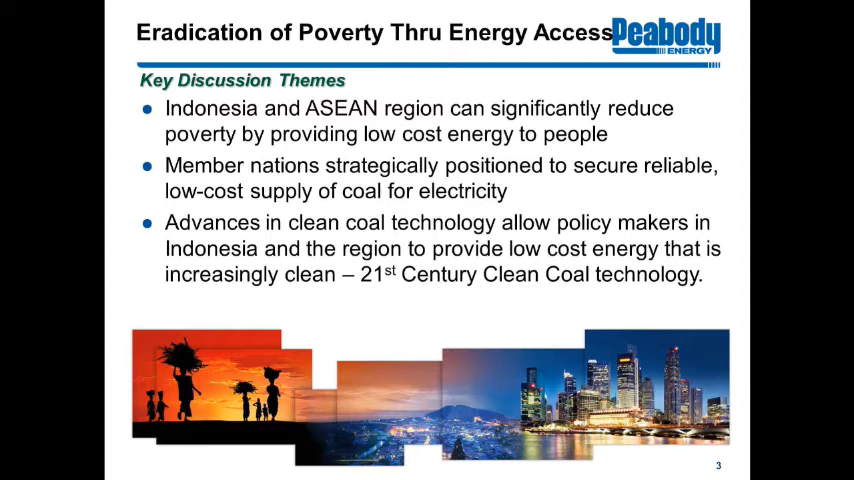 Eradication of Poverty Thru Energy Access
Peabody
ENERGY
Key Discussion Themes
● Indonesia and ASEAN region can significantly reduce
poverty by providing low cost energy to people
● Member nations strategically positioned to secure reliable,
low-cost supply of coal for electricity
● Advances in clean coal technology allow policy makers in
Indonesia and the region to provide low cost energy that is
increasingly clean – 21st Century Clean Coal technology.
3